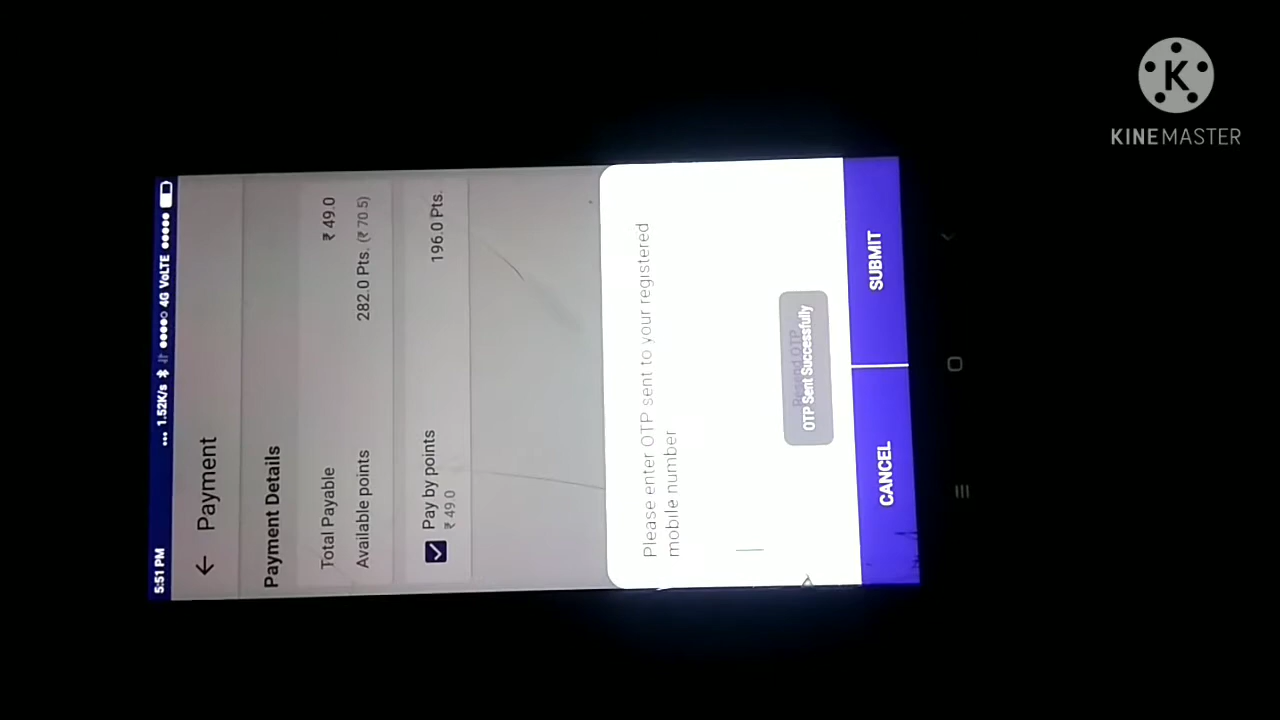 5:51 PM ... 1.52K/s 4G VoLTE
← Payment
Payment Details
Total Payable ₹ 49.0
Available points 282.0 Pts. (₹ 70.5)
Pay by points 196.0 Pts.
₹ 49.0
Please enter OTP sent to your registered
mobile number
Resend OTP
OTP Sent Successfully
CANCEL SUBMIT
KINEMASTER